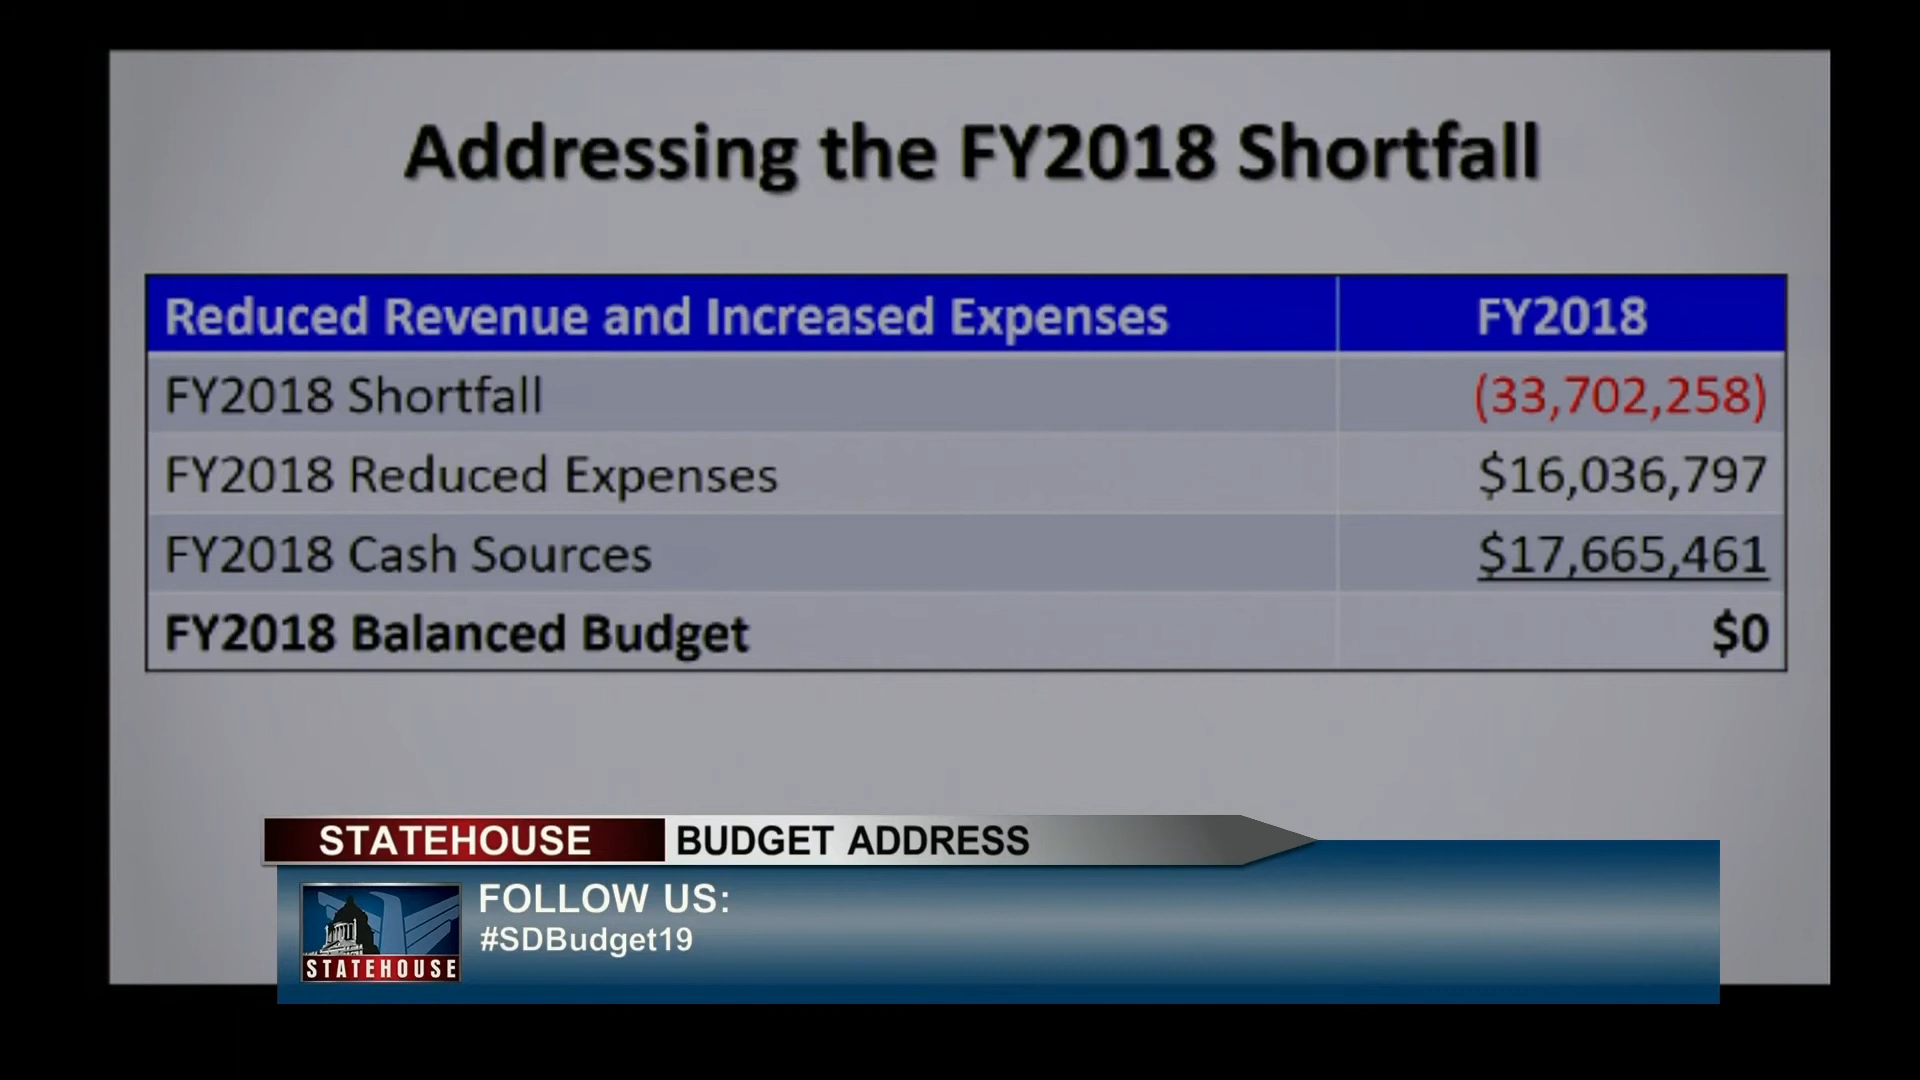 Addressing the FY2018 Shortfall
Reduced Revenue and Increased Expenses FY2018
FY2018 Shortfall (33,702,258)
FY2018 Reduced Expenses $16,036,797
FY2018 Cash Sources $17,665,461
FY2018 Balanced Budget $0
STATEHOUSE BUDGET ADDRESS
FOLLOW US:
#SDBudget19
STATEHOUSE